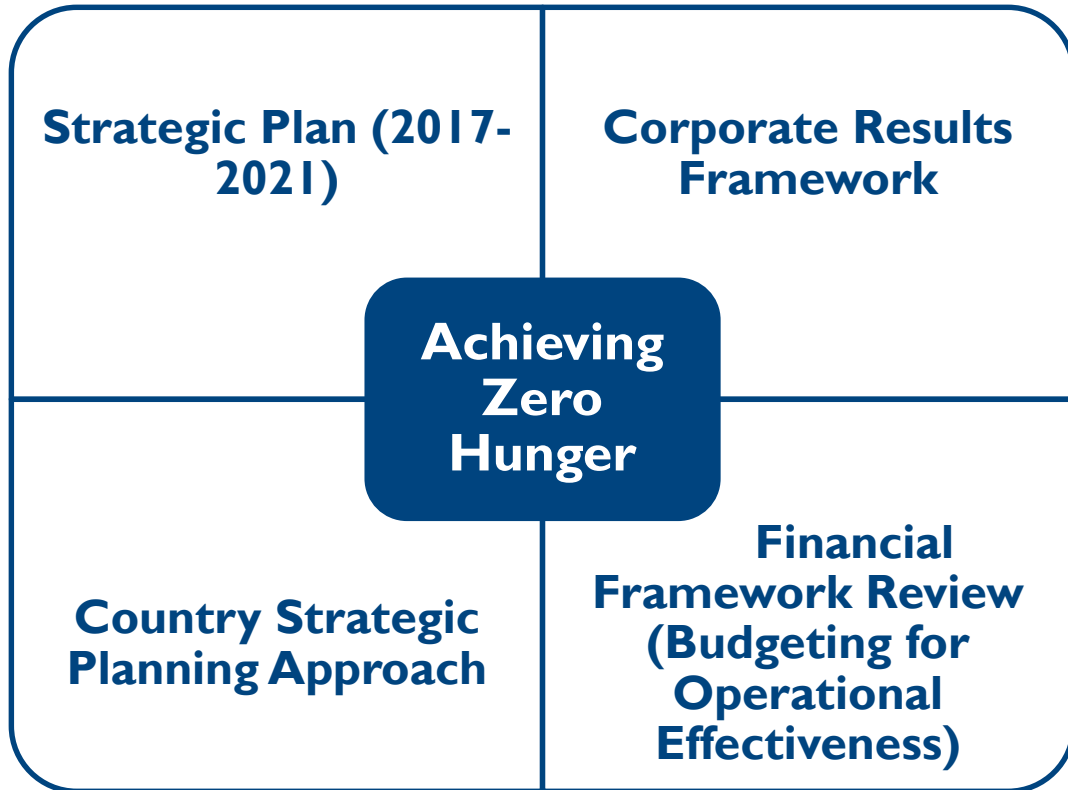 Strategic Plan (2017-
2021)
Corporate Results
Framework
Achieving
Zero
Hunger
Country Strategic
Planning Approach
Financial
Framework Review
(Budgeting for
Operational
Effectiveness)